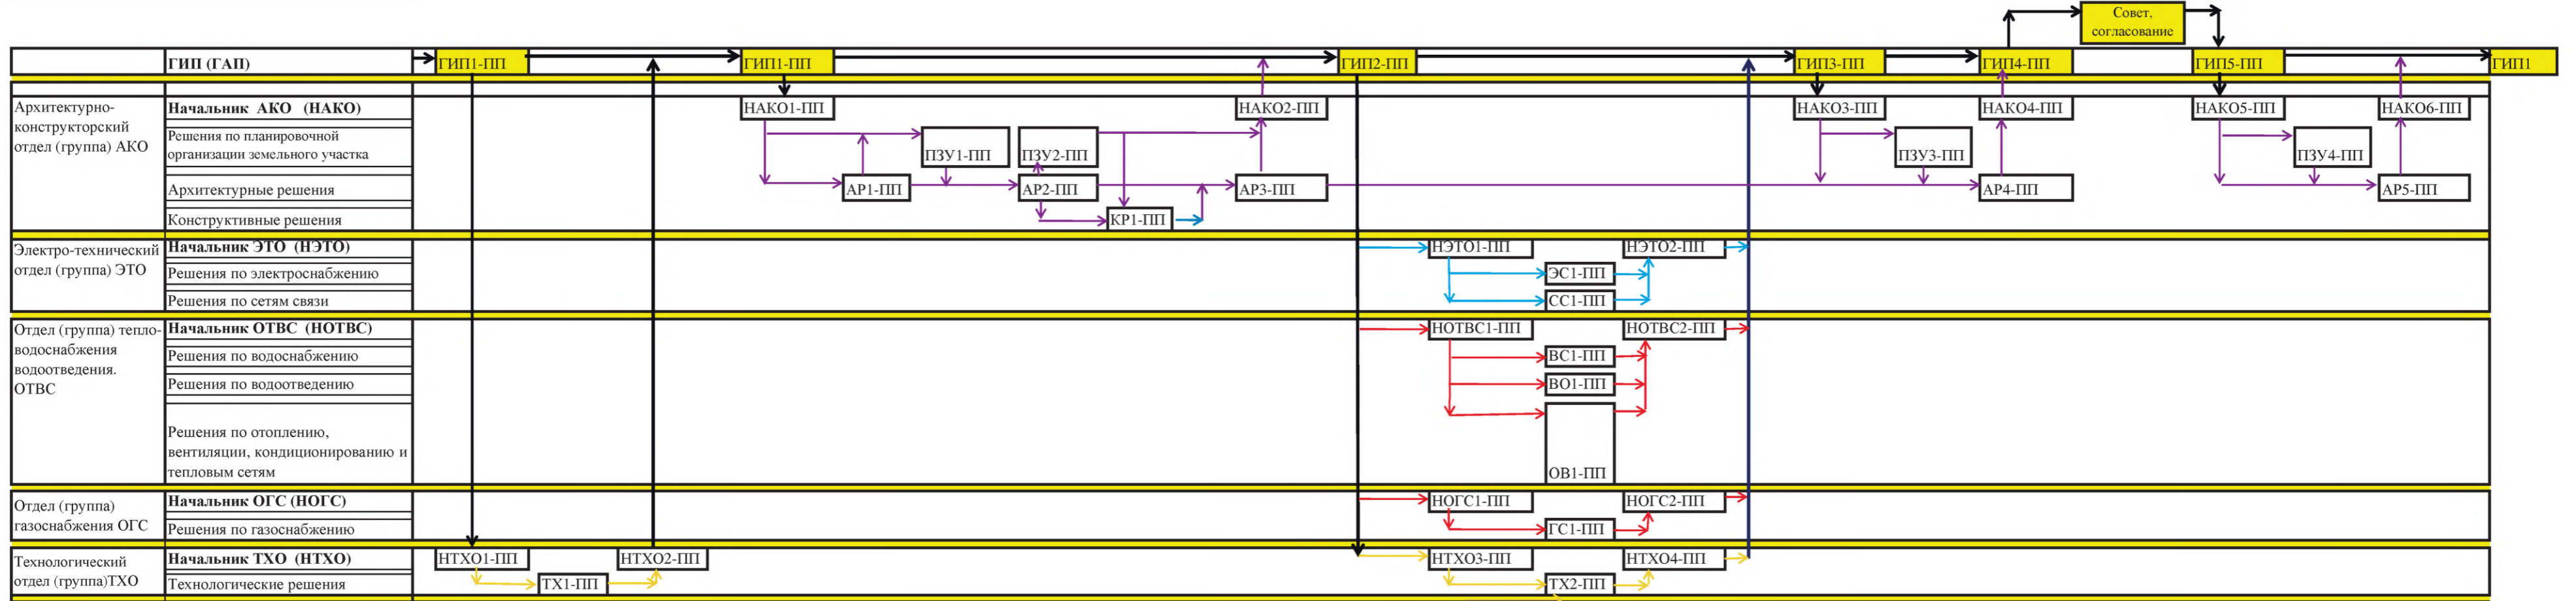 Совет,
согласование
ГИП (ГАП)
ГИП1-ПП
ГИП1-ПП
ГИП2-ПП
ГИП3-ПП
ГИП4-ПП
ГИП5-ПП
ГИП1
Архитектурно-
конструкторский
отдел (группа) АКО
Начальник АКО (НАКО)
НАКО1-ПП
НАКО2-ПП
НАКО3-ПП
НАКО4-ПП
НАКО5-ПП
НАКО6-ПП
Решения по планировочной
организации земельного участка
ПЗУ1-ПП
ПЗУ2-ПП
ПЗУ3-ПП
ПЗУ4-ПП
Архитектурные решения
АР1-ПП
АР2-ПП
АР3-ПП
АР4-ПП
АР5-ПП
Конструктивные решения
КР1-ПП
Электро-технический
отдел (группа) ЭТО
Начальник ЭТО (НЭТО)
НЭТО1-ПП
НЭТО2-ПП
Решения по электроснабжению
ЭС1-ПП
Решения по сетям связи
СС1-ПП
Отдел (группа) тепло-
водоснабжения
водоотведения.
ОТВС
Начальник ОТВС (НОТВС)
НОТВС1-ПП
НОТВС2-ПП
Решения по водоснабжению
ВС1-ПП
Решения по водоотведению
ВО1-ПП
Решения по отоплению,
вентиляции, кондиционированию и
тепловым сетям
ОВ1-ПП
Отдел (группа)
газоснабжения ОГС
Начальник ОГС (НОГС)
НОГС1-ПП
НОГС2-ПП
Решения по газоснабжению
ГС1-ПП
Технологический
отдел (группа)ТХО
Начальник ТХО (НТХО)
НТХО1-ПП
НТХО2-ПП
НТХО3-ПП
НТХО4-ПП
Технологические решения
ТХ1-ПП
ТХ2-ПП